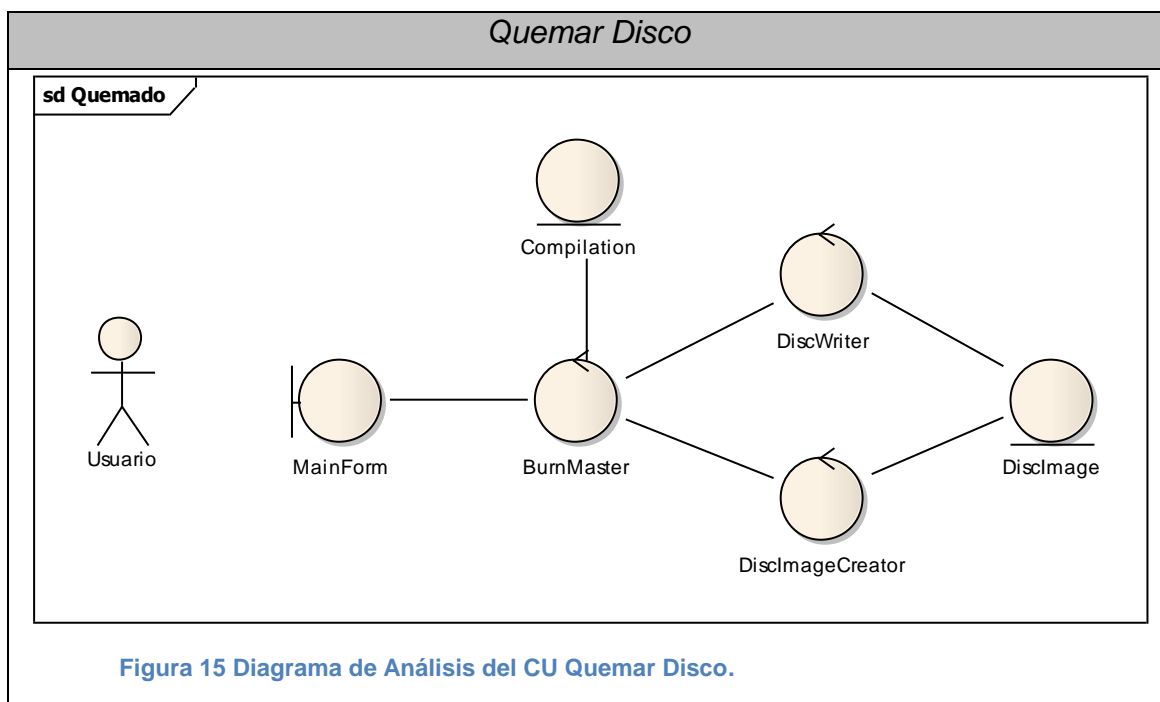 Quemar Disco
sd Quemado
Compilation
DiscWriter
Usuario
MainForm
BurnMaster
DiscImage
DiscImageCreator
Figura 15 Diagrama de Análisis del CU Quemar Disco.